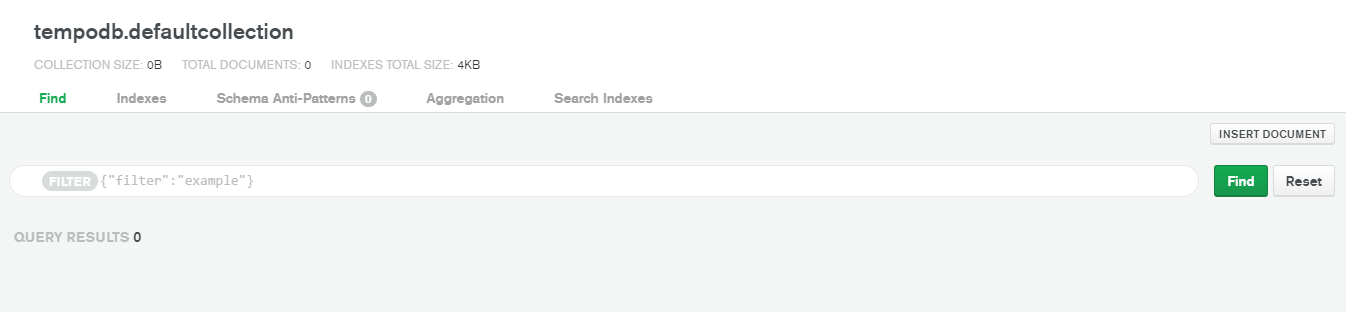 tempodb.defaultcollection
COLLECTION SIZE: 0B TOTAL DOCUMENTS: 0 INDEXES TOTAL SIZE: 4KB
Find Indexes Schema Anti-Patterns 0 Aggregation Search Indexes
INSERT DOCUMENT
FILTER {"filter":"example"} Find Reset
QUERY RESULTS 0